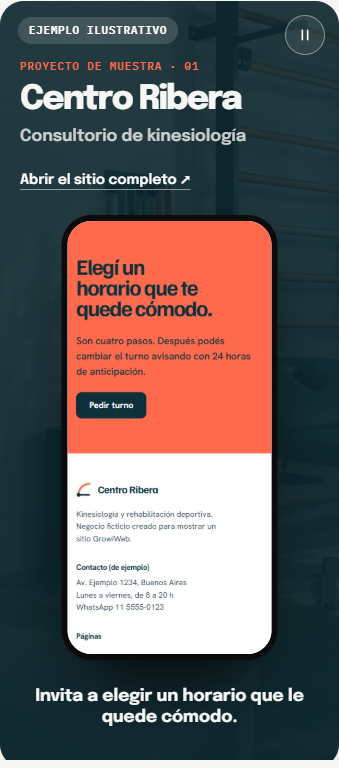 EJEMPLO ILUSTRATIVO
PROYECTO DE MUESTRA · 01
Centro Ribera
Consultorio de kinesiología
Abrir el sitio completo ↗
Elegí un
horario que te
quede cómodo.
Son cuatro pasos. Después podés
cambiar el turno avisando con 24 horas
de anticipación.
Pedir turno
Centro Ribera
Kinesiología y rehabilitación deportiva.
Negocio ficticio creado para mostrar un
sitio GrowiWeb.
Contacto (de ejemplo)
Av. Ejemplo 1234, Buenos Aires
Lunes a viernes, de 8 a 20 h
WhatsApp 11 5555-0123
Páginas
Invita a elegir un horario que le
quede cómodo.